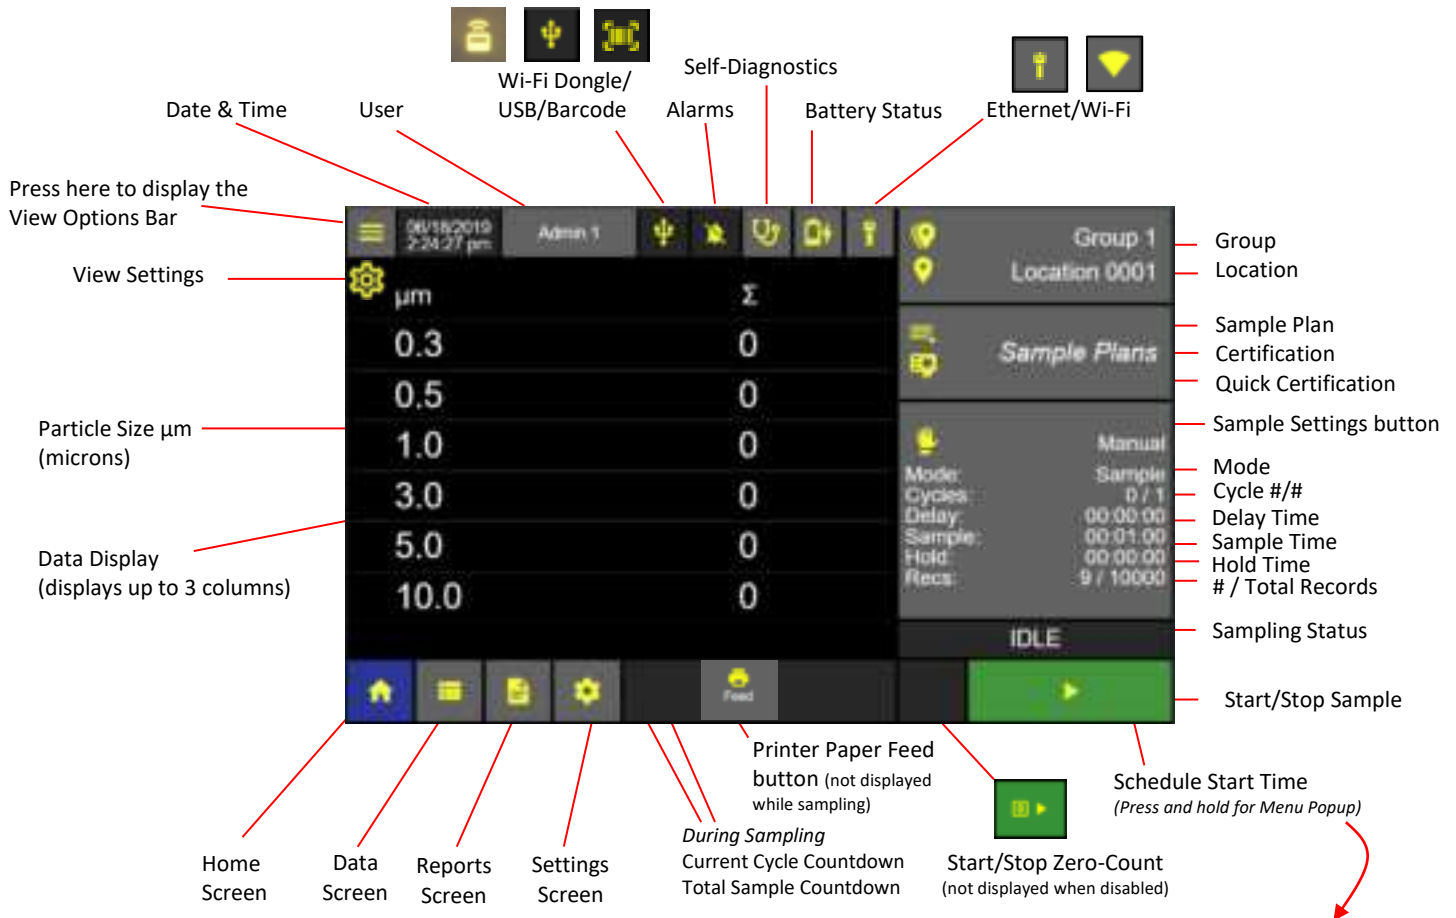 Wi-Fi Dongle/
USB/Barcode
Self-Diagnostics
Date & Time
User
Alarms
Battery Status
Ethernet/Wi-Fi
Press here to display the
View Options Bar
View Settings
Particle Size µm
(microns)
Data Display
(displays up to 3 columns)
06/18/2019
2:24:27 pm
Admin 1
µm Σ
0.3 0
0.5 0
1.0 0
3.0 0
5.0 0
10.0 0
Group 1
Location 0001
Sample Plans
Manual
Mode: Sample
Cycles: 0 / 1
Delay: 00:00:00
Sample: 00:01:00
Hold: 00:00:00
Recs: 9 / 10000
IDLE
Feed
Group
Location
Sample Plan
Certification
Quick Certification
Sample Settings button
Mode
Cycle #/#
Delay Time
Sample Time
Hold Time
# / Total Records
Sampling Status
Start/Stop Sample
Printer Paper Feed
button (not displayed
while sampling)
Schedule Start Time
(Press and hold for Menu Popup)
Home
Screen
Data
Screen
Reports
Screen
Settings
Screen
During Sampling
Current Cycle Countdown
Total Sample Countdown
Start/Stop Zero-Count
(not displayed when disabled)